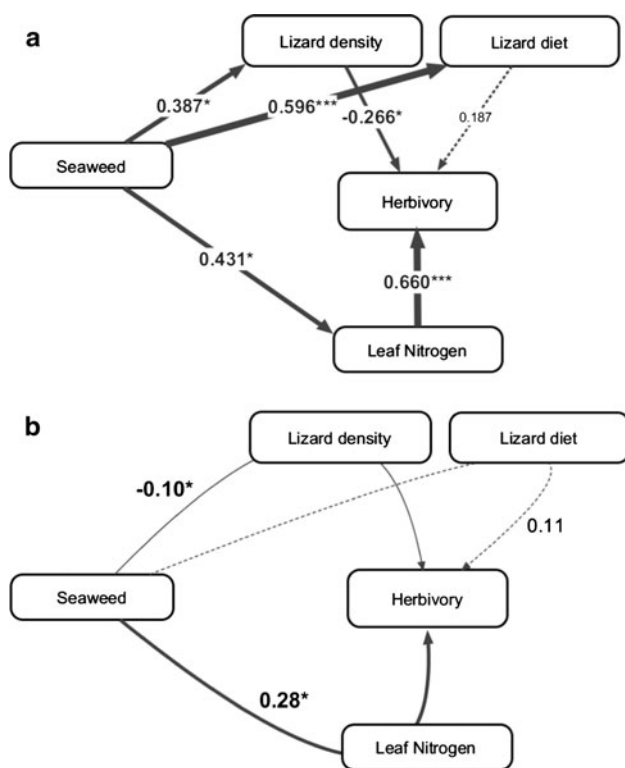 a
Lizard density
Lizard diet
0.387*
0.596***
-0.266*
0.187
Seaweed
Herbivory
0.431*
0.660***
Leaf Nitrogen
b
Lizard density
Lizard diet
-0.10*
0.11
Seaweed
Herbivory
0.28*
Leaf Nitrogen